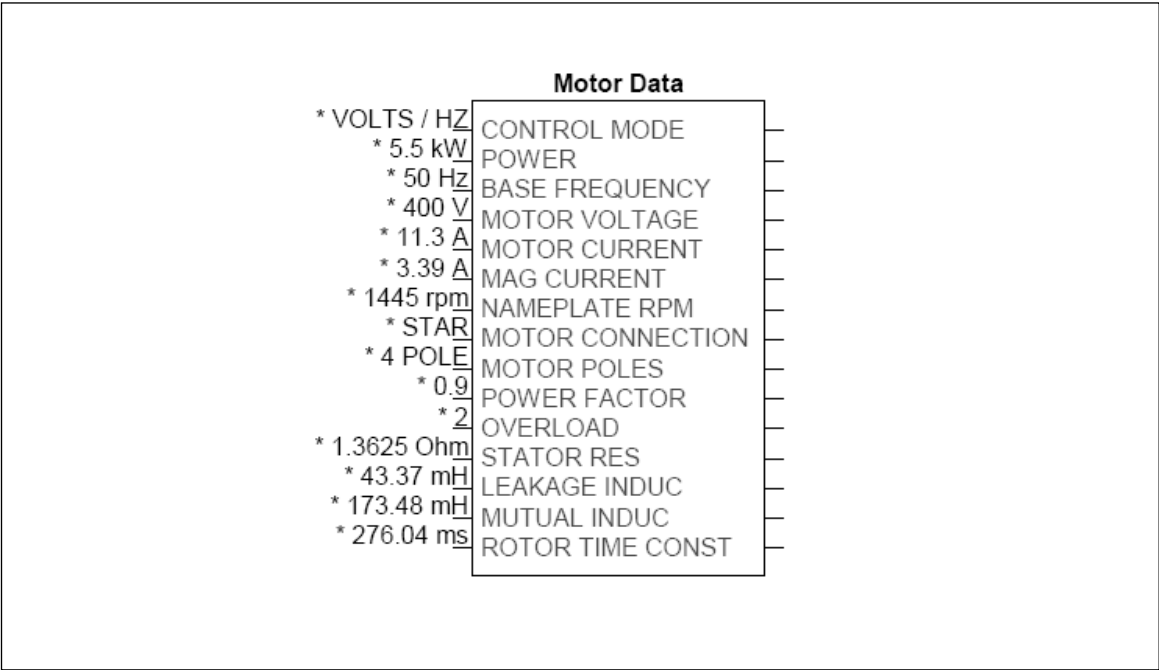 Motor Data
* VOLTS / HZ CONTROL MODE
* 5.5 kW POWER
* 50 Hz BASE FREQUENCY
* 400 V MOTOR VOLTAGE
* 11.3 A MOTOR CURRENT
* 3.39 A MAG CURRENT
* 1445 rpm NAMEPLATE RPM
* STAR MOTOR CONNECTION
* 4 POLE MOTOR POLES
* 0.9 POWER FACTOR
* 2 OVERLOAD
* 1.3625 Ohm STATOR RES
* 43.37 mH LEAKAGE INDUC
* 173.48 mH MUTUAL INDUC
* 276.04 ms ROTOR TIME CONST